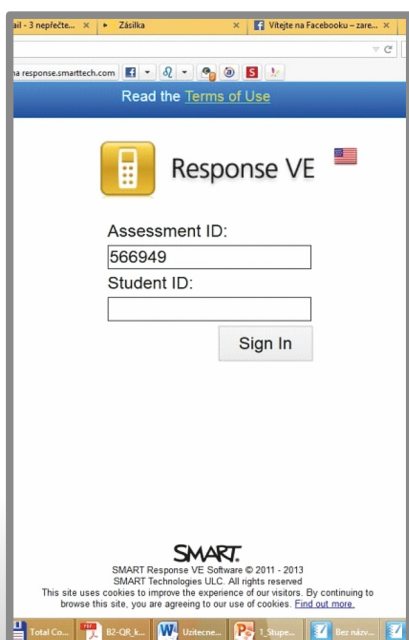 ail - 3 nepřečte... × Zásilka × Vítejte na Facebooku – zare... ×
na response.smarttech.com
Read the Terms of Use
Response VE
Assessment ID:
566949
Student ID:
Sign In
SMART
SMART Response VE Software © 2011 - 2013
SMART Technologies ULC. All rights reserved
This site uses cookies to improve the experience of our visitors. By continuing to
browse this site, you are agreeing to our use of cookies. Find out more.
Total Co... B2-QR_k... Uzitecne... 1_Stupe... Bez názv...